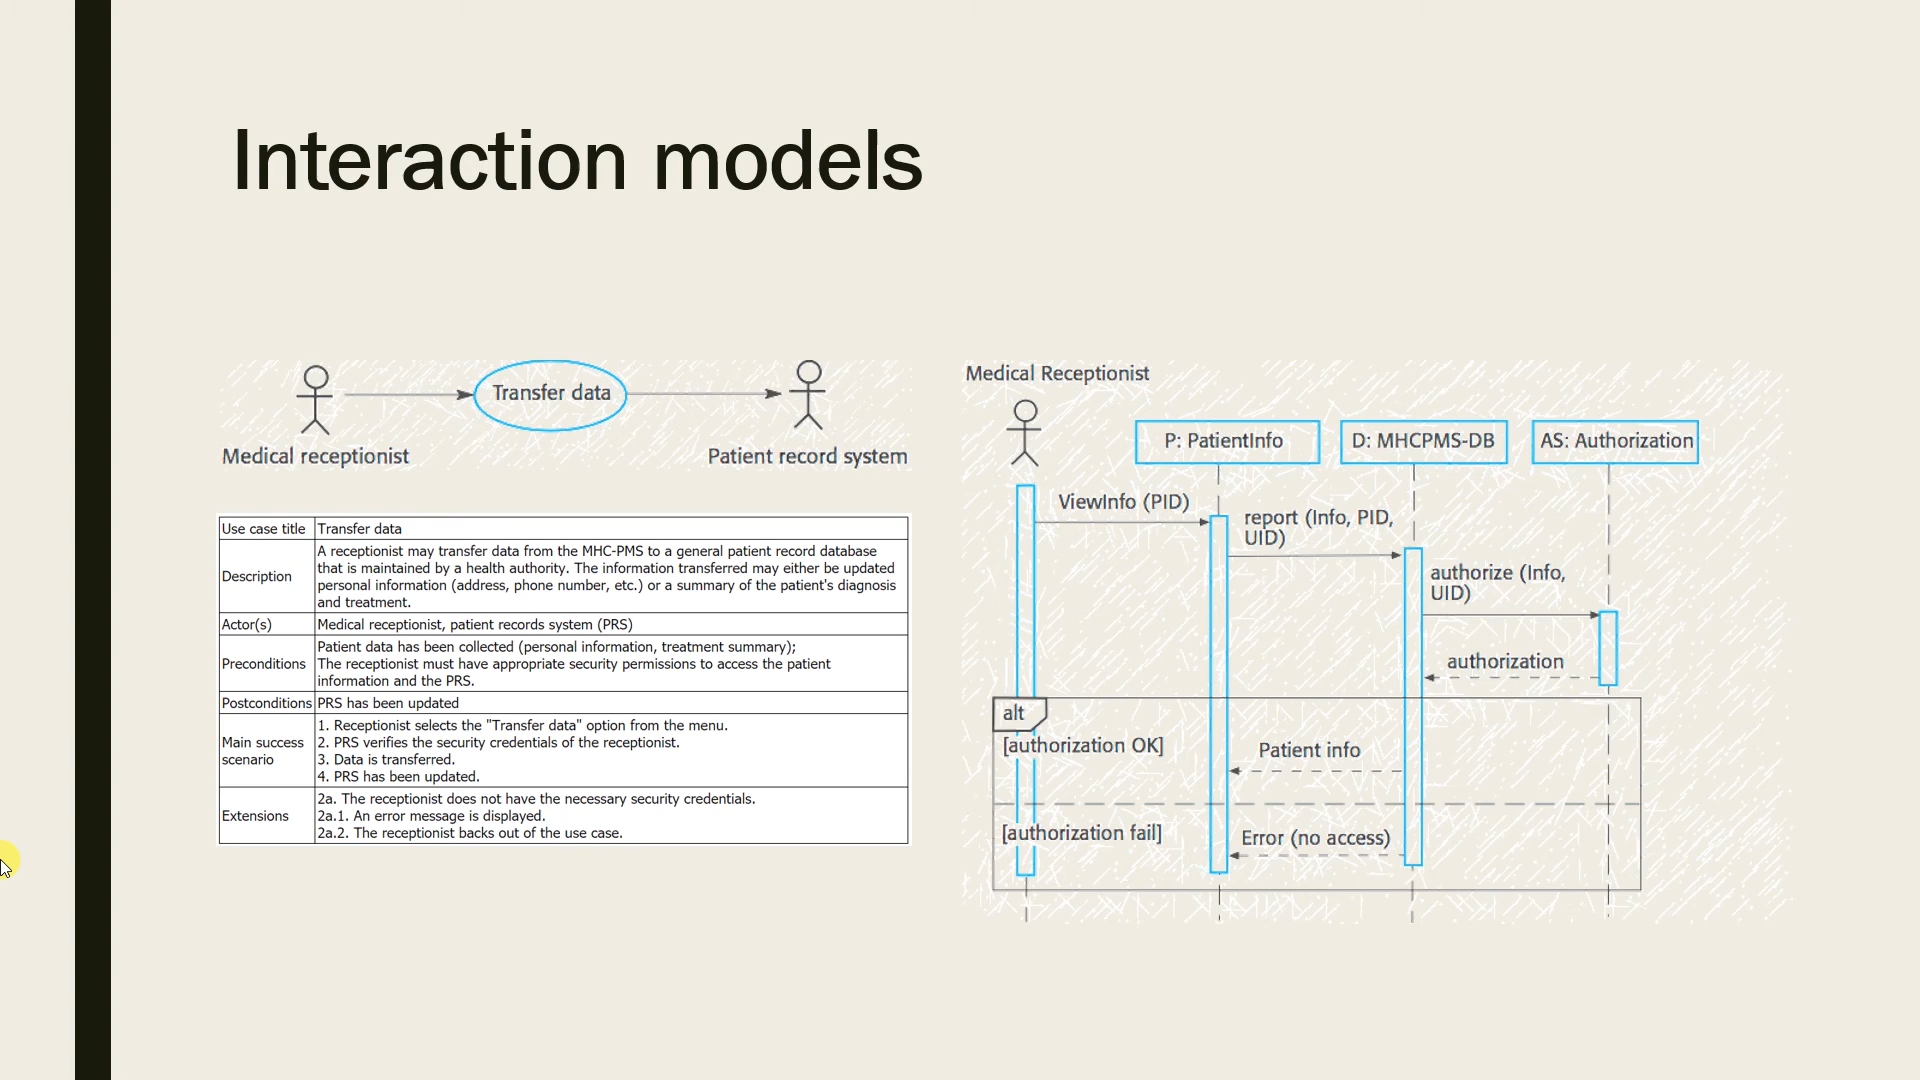 Interaction models
Transfer data
Medical receptionist
Patient record system
Use case title
Transfer data
Description
A receptionist may transfer data from the MHC-PMS to a general patient record database
that is maintained by a health authority. The information transferred may either be updated
personal information (address, phone number, etc.) or a summary of the patient's diagnosis
and treatment.
Actor(s)
Medical receptionist, patient records system (PRS)
Preconditions
Patient data has been collected (personal information, treatment summary);
The receptionist must have appropriate security permissions to access the patient
information and the PRS.
Postconditions
PRS has been updated
Main success
scenario
1. Receptionist selects the "Transfer data" option from the menu.
2. PRS verifies the security credentials of the receptionist.
3. Data is transferred.
4. PRS has been updated.
Extensions
2a. The receptionist does not have the necessary security credentials.
2a.1. An error message is displayed.
2a.2. The receptionist backs out of the use case.
Medical Receptionist
P: PatientInfo
D: MHCPMS-DB
AS: Authorization
ViewInfo (PID)
report (Info, PID,
UID)
authorize (Info,
UID)
authorization
alt
[authorization OK]
Patient info
[authorization fail]
Error (no access)